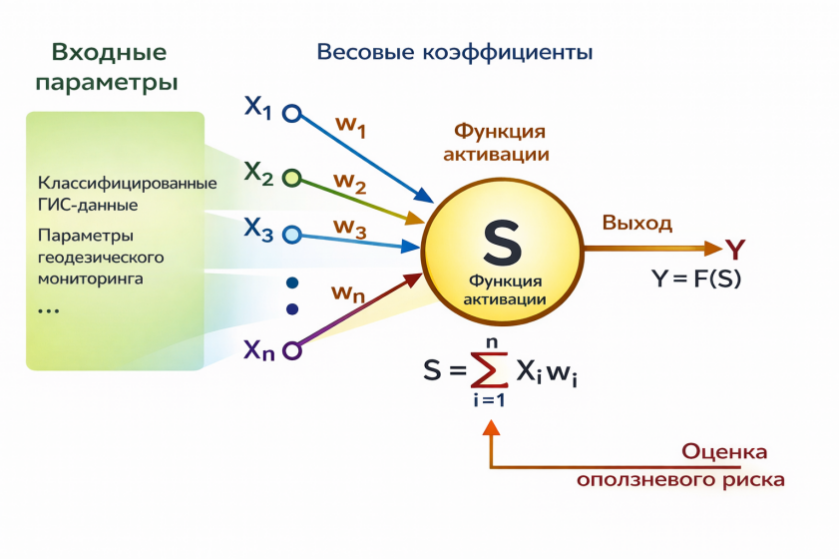 Входные
параметры
Весовые коэффициенты
Классифицированные
ГИС-данные
Параметры
геодезического
мониторинга
...
X₁
X₂
X₃
Xₙ
w₁
w₂
w₃
wₙ
Функция
активации
S
Функция
активации
Выход
Y
Y = F(S)
n
S = ∑ Xᵢ wᵢ
i = 1
Оценка
оползневого риска